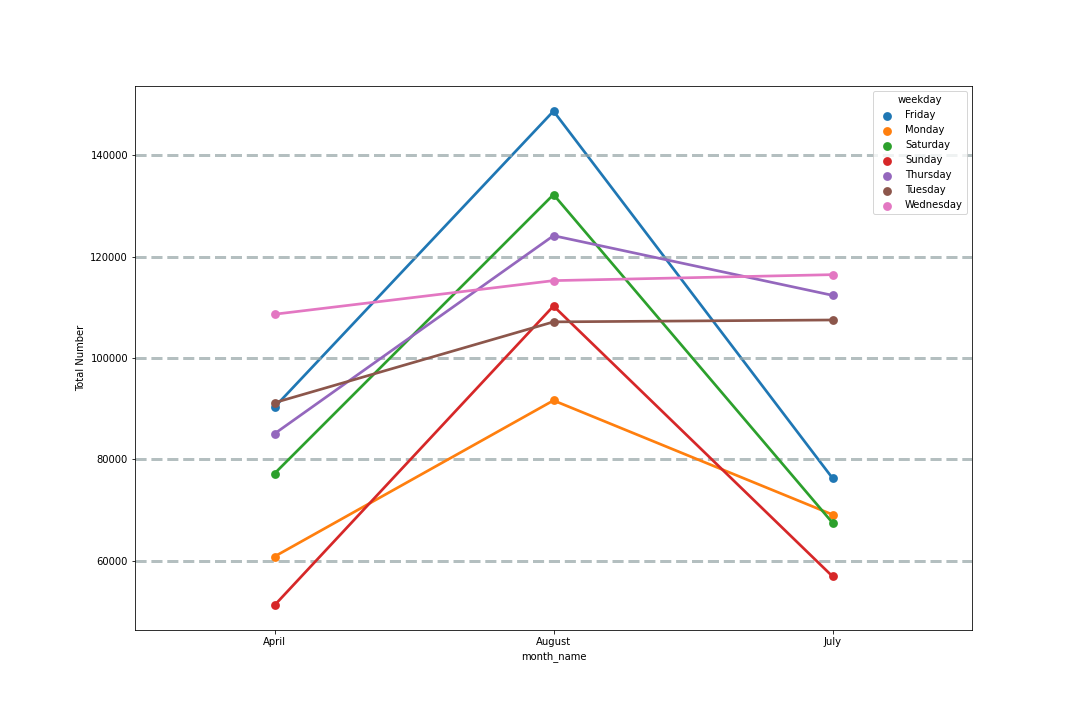 weekday
Friday
Monday
Saturday
Sunday
Thursday
Tuesday
Wednesday
Total Number
140000
120000
100000
80000
60000
April August July
month_name